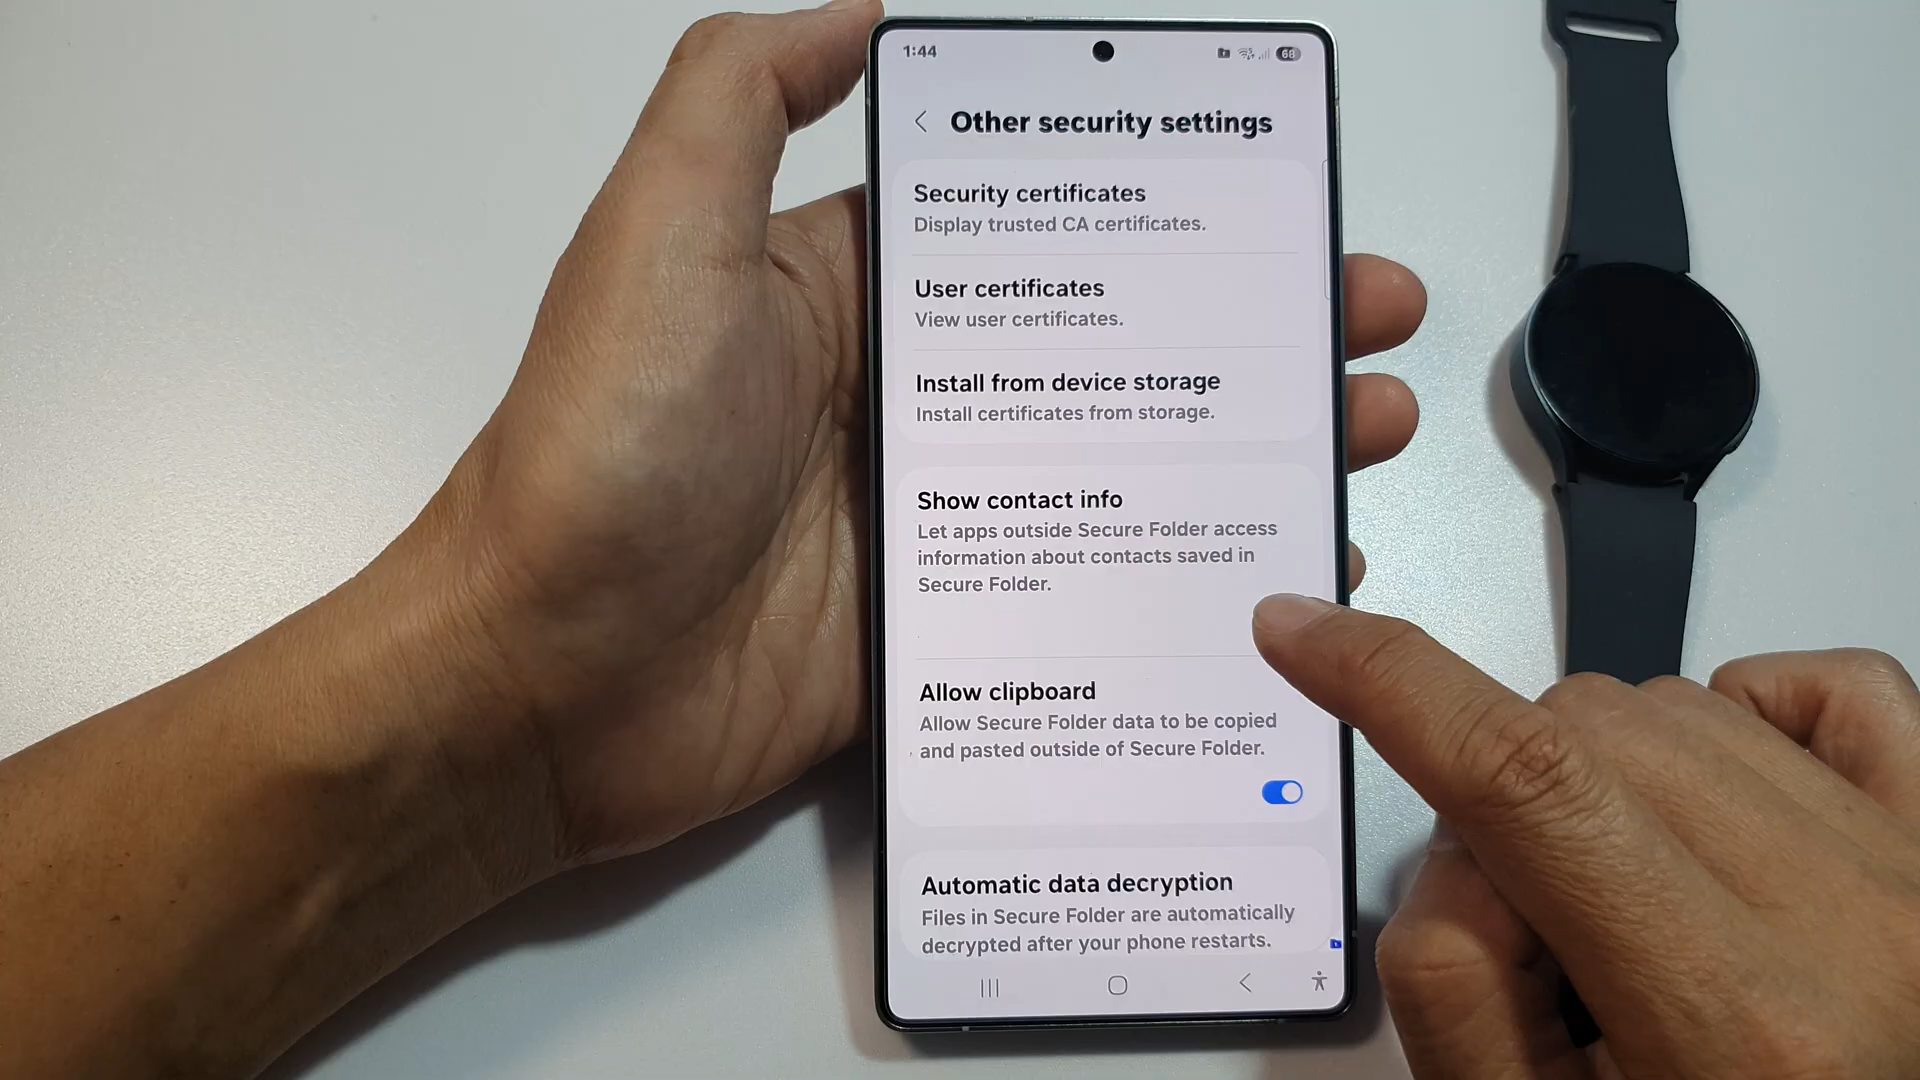 1:44
68
Other security settings
Security certificates
Display trusted CA certificates.
User certificates
View user certificates.
Install from device storage
Install certificates from storage.
Show contact info
Let apps outside Secure Folder access
information about contacts saved in
Secure Folder.
Allow clipboard
Allow Secure Folder data to be copied
and pasted outside of Secure Folder.
Automatic data decryption
Files in Secure Folder are automatically
decrypted after your phone restarts.